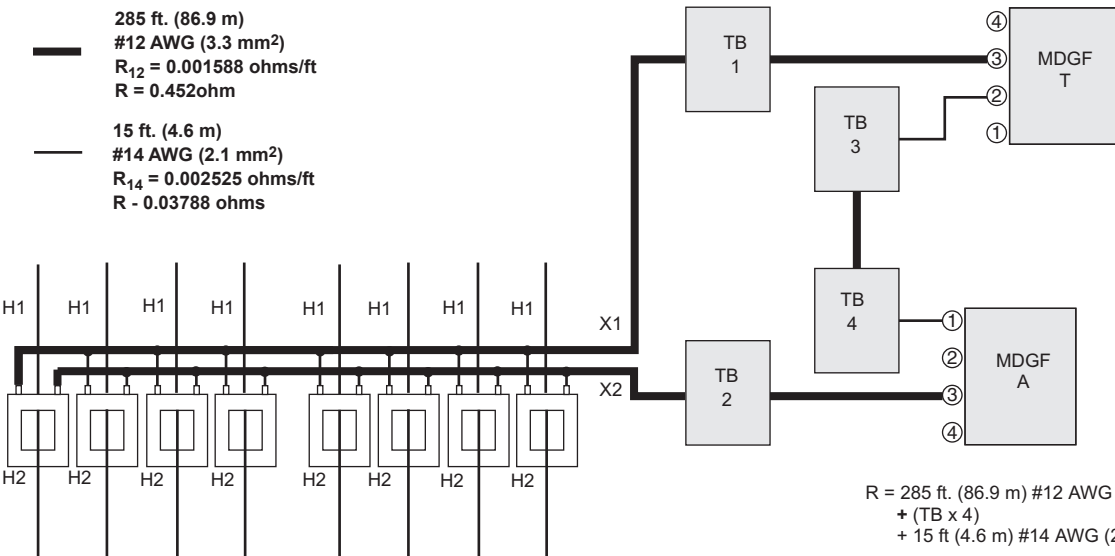 285 ft. (86.9 m)
#12 AWG (3.3 mm²)
R₁₂ = 0.001588 ohms/ft
R = 0.452ohm
15 ft. (4.6 m)
#14 AWG (2.1 mm²)
R₁₄ = 0.002525 ohms/ft
R - 0.03788 ohms
TB
1
④
③
②
①
MDGF
T
TB
3
TB
4
①
②
③
④
MDGF
A
TB
2
X1
X2
H1 H1 H1 H1 H1 H1 H1 H1
H2 H2 H2 H2 H2 H2 H2 H2
R = 285 ft. (86.9 m) #12 AWG
+ (TB x 4)
+ 15 ft (4.6 m) #14 AWG (2